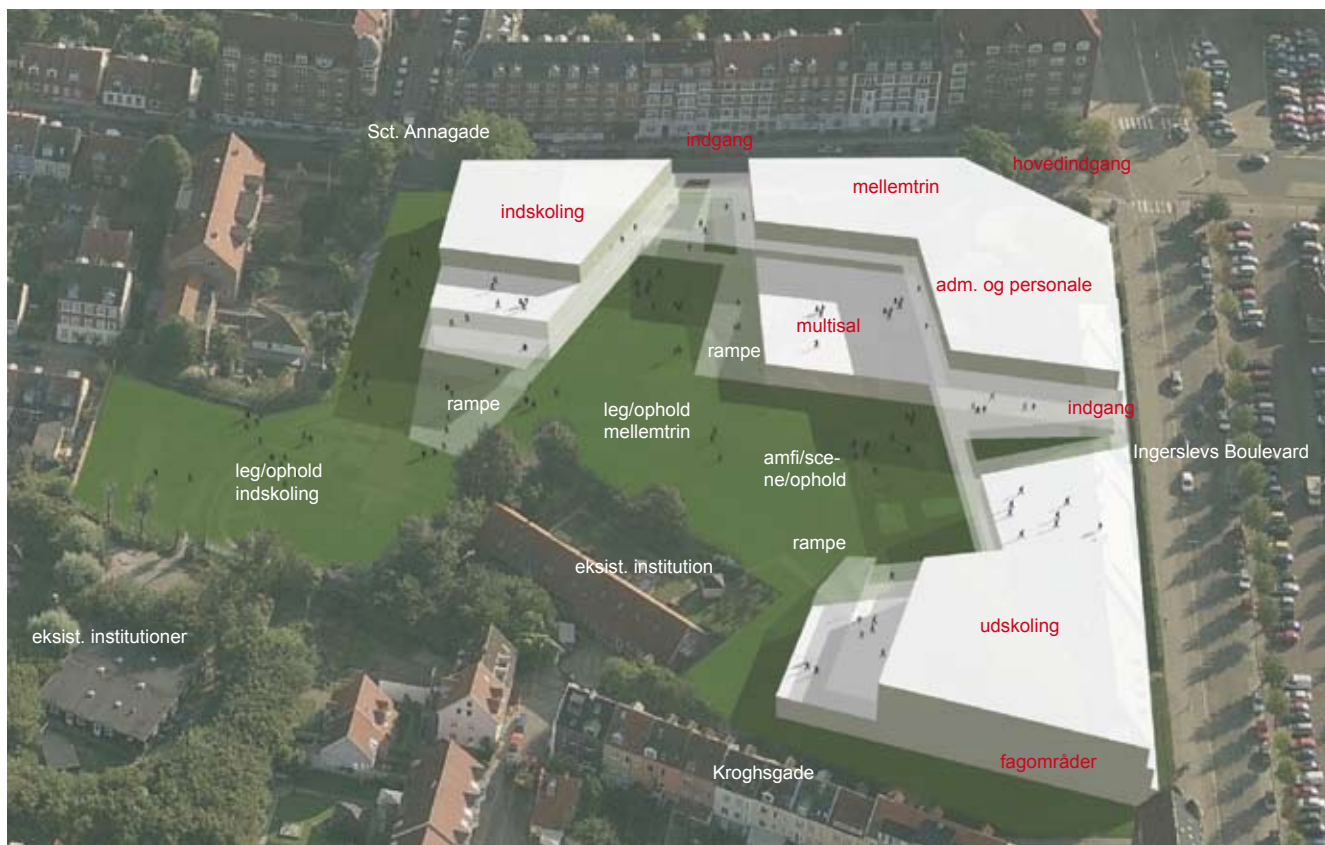 Sct. Annagade
indgang
hovedindgang
mellemtrin
indskoling
adm. og personale
multisal
rampe
rampe
leg/ophold
mellemtrin
indgang
Ingerslevs Boulevard
leg/ophold
indskoling
amfi/sce-
ne/ophold
rampe
eksist. institution
eksist. institutioner
udskoling
fagområder
Kroghsgade